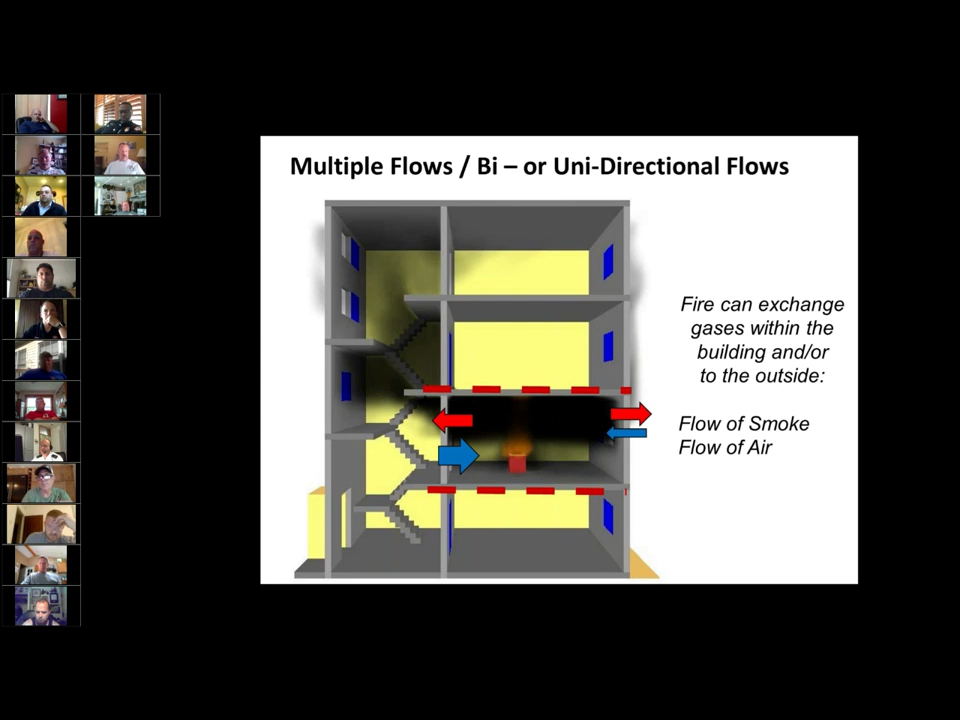 Multiple Flows / Bi – or Uni-Directional Flows
Fire can exchange
gases within the
building and/or
to the outside:
Flow of Smoke
Flow of Air